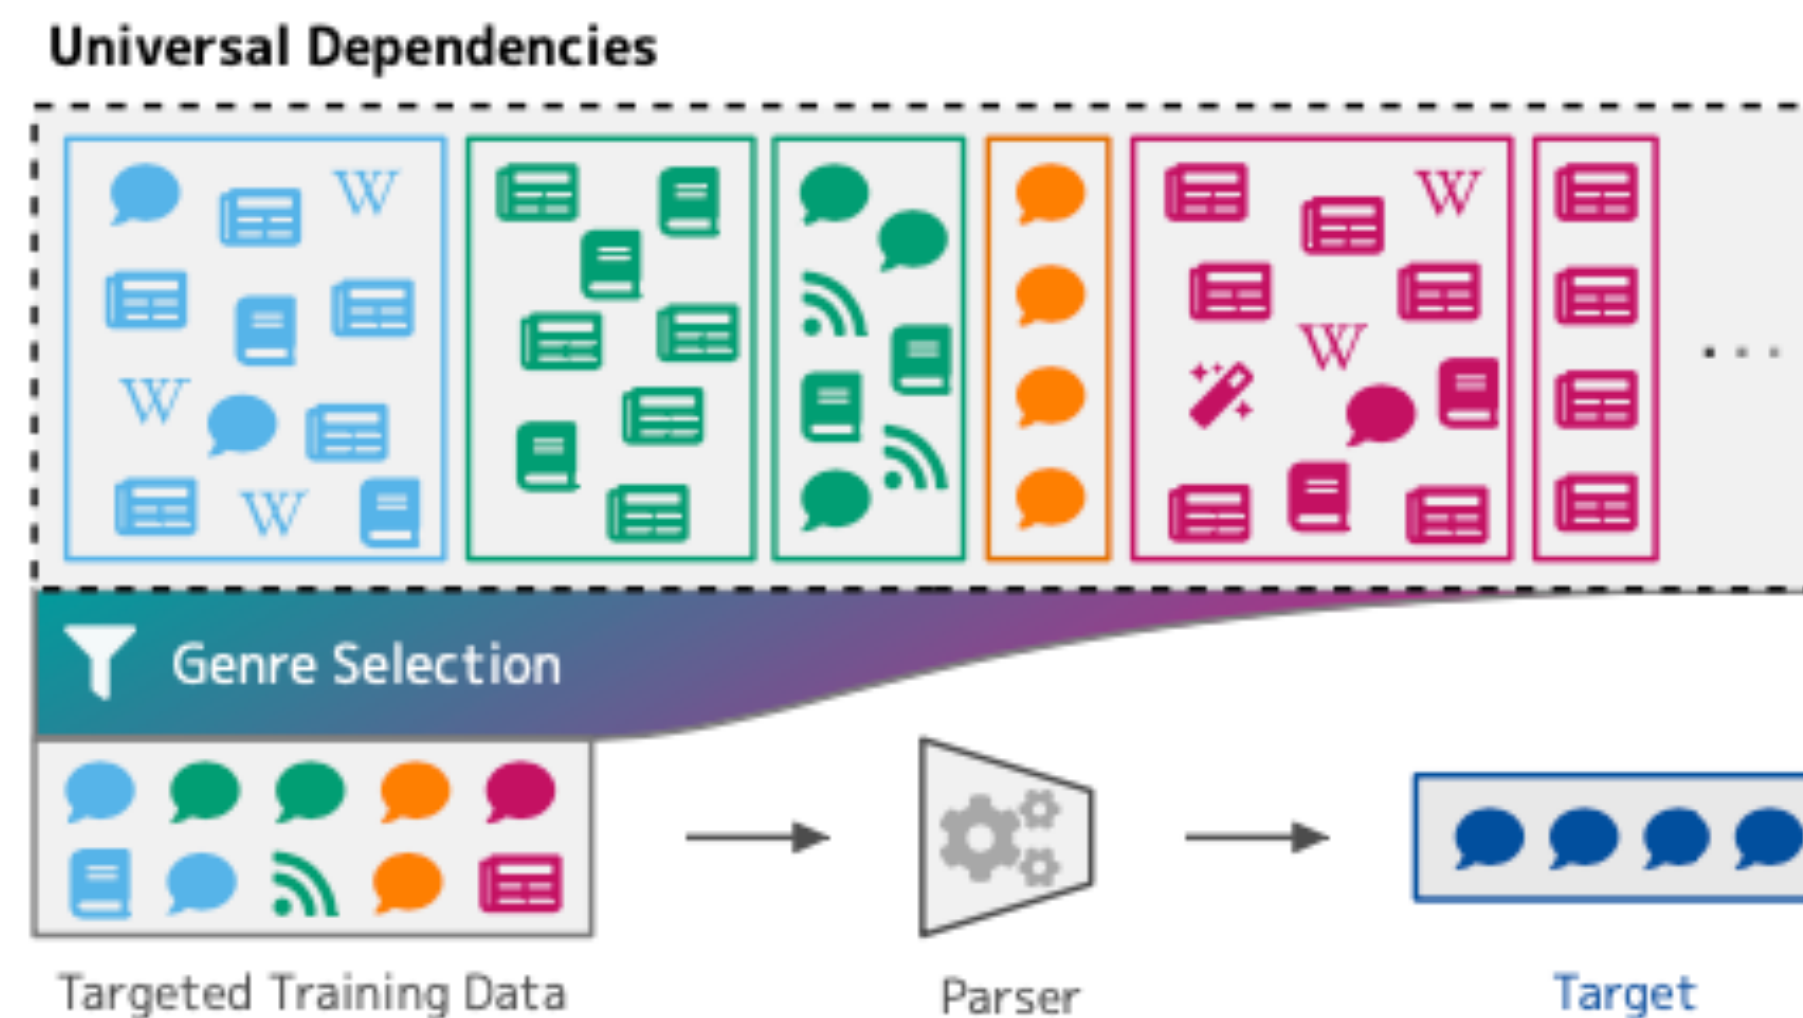 Universal Dependencies
W
W
W
W
W
...
Genre Selection
Targeted Training Data
Parser
Target